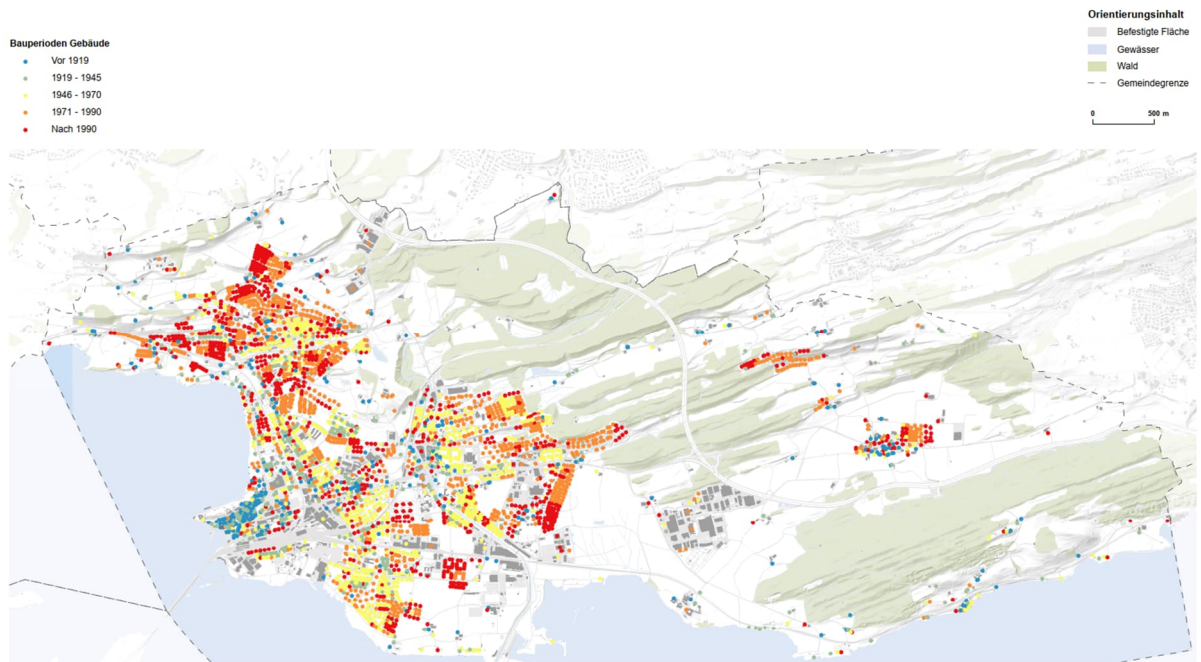 Bauperioden Gebäude
Vor 1919
1919 - 1945
1946 - 1970
1971 - 1990
Nach 1990
Orientierungsinhalt
Befestigte Fläche
Gewässer
Wald
Gemeindegrenze
0 500 m